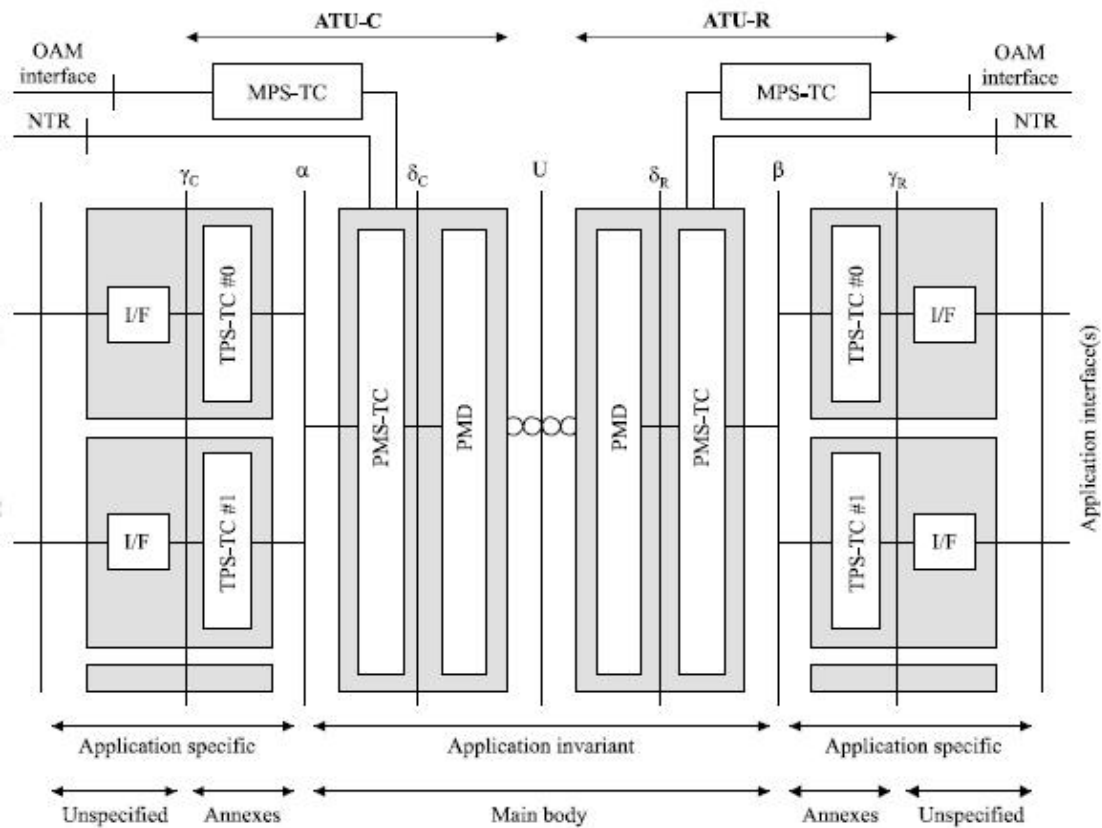 ATU-C
ATU-R
OAM
interface
MPS-TC
MPS-TC
OAM
interface
NTR
NTR
γC
α
δC
U
δR
β
γR
I/F
TPS-TC #0
TPS-TC #0
I/F
PMS-TC
PMD
PMD
PMS-TC
Application interface(s)
I/F
TPS-TC #1
TPS-TC #1
I/F
Application specific
Application invariant
Application specific
Unspecified
Annexes
Main body
Annexes
Unspecified